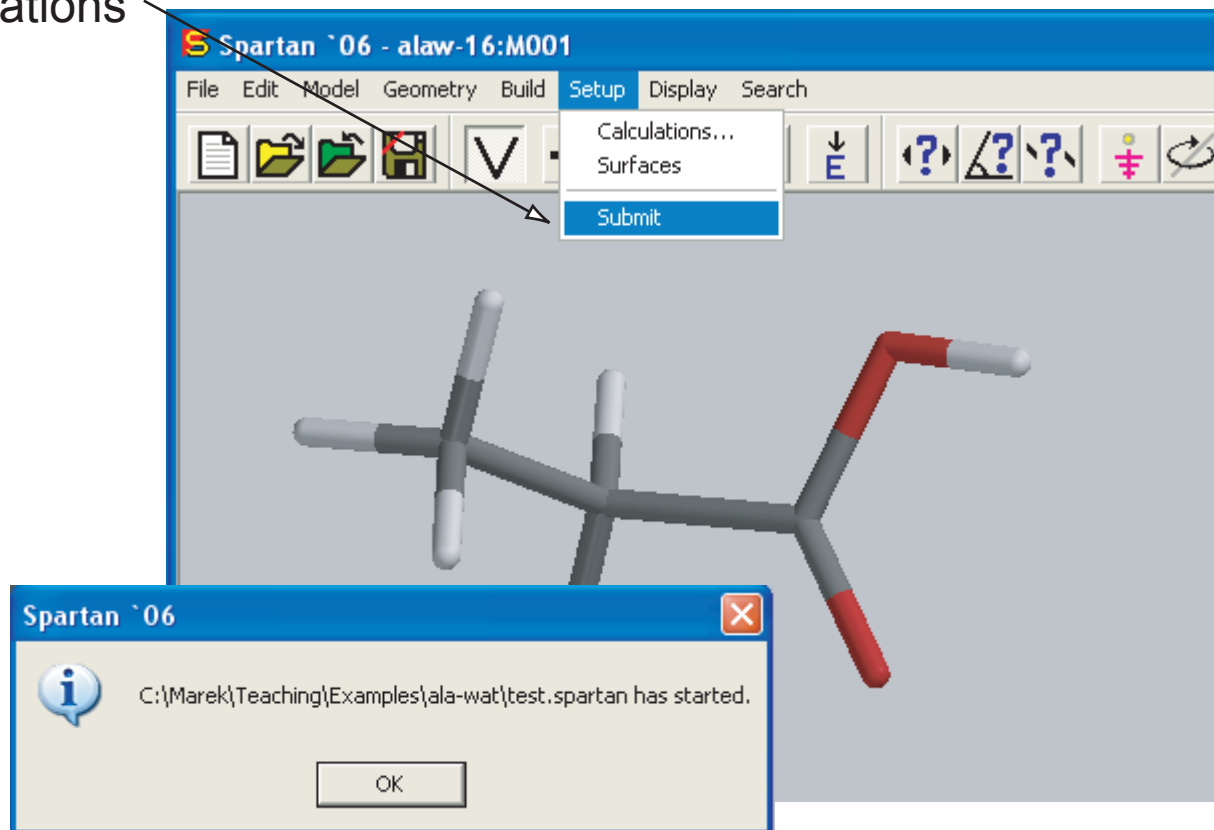 ations
Spartan `06 - alaw-16:M001
File Edit Model Geometry Build Setup Display Search
Calculations...
Surfaces
Submit
V
E
?
?
?
Spartan `06
C:\Marek\Teaching\Examples\ala-wat\test.spartan has started.
OK